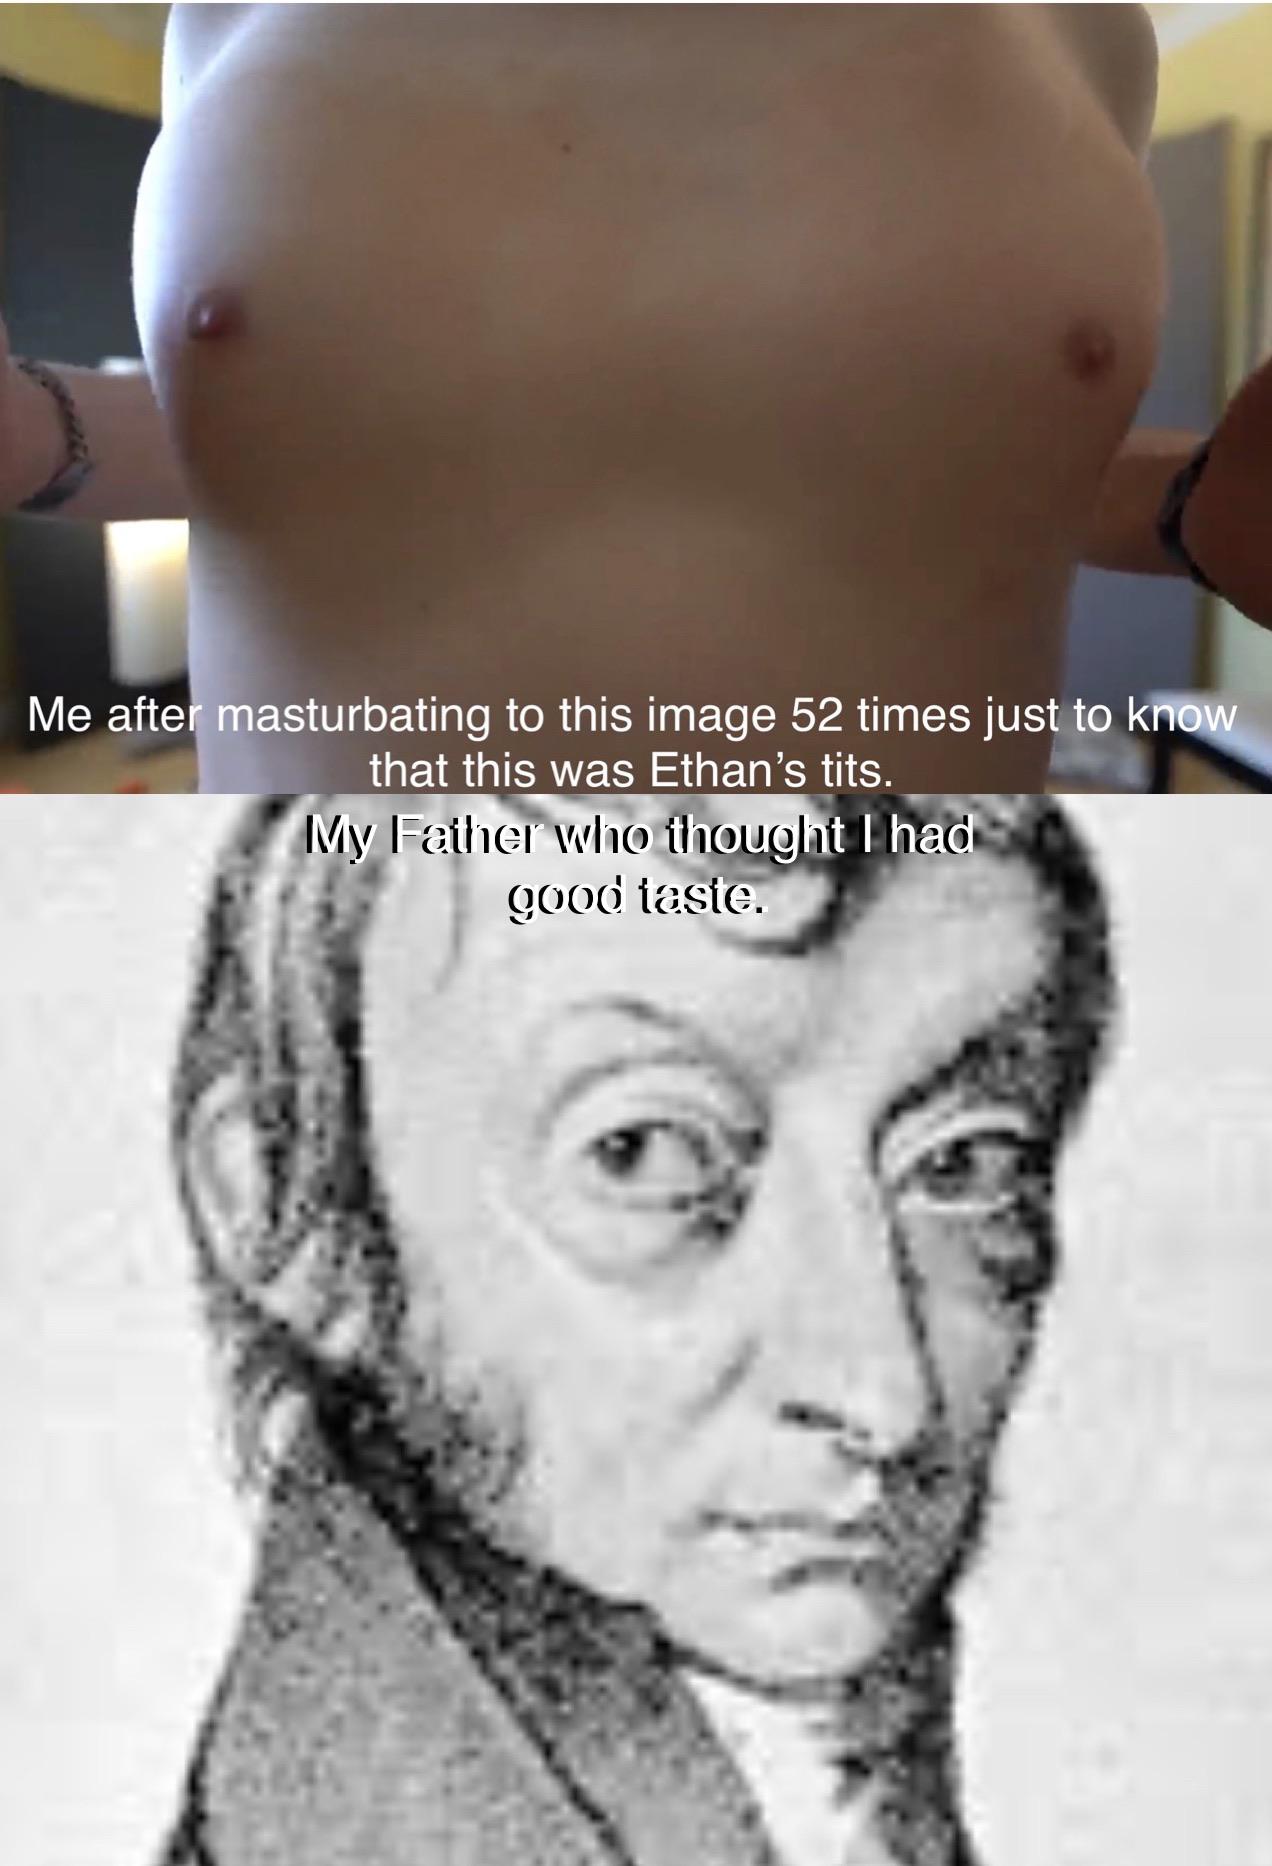 Me after masturbating to this image 52 times just to know
that this was Ethan’s tits.
My Father who thought I had
good taste.